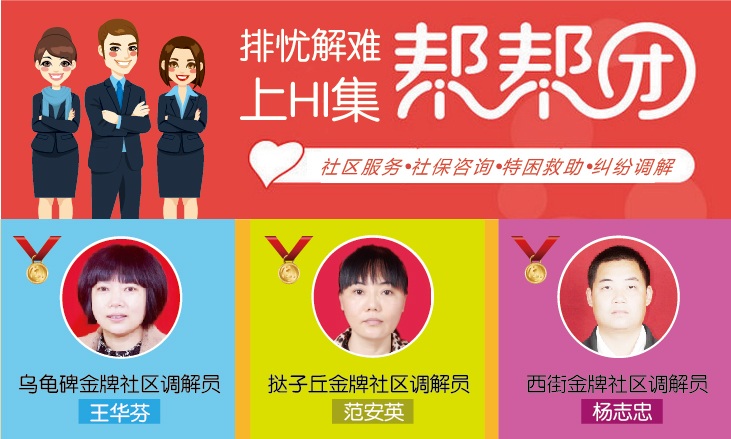 排忧解难
上HI集
帮帮团
社区服务•社保咨询•特困救助•纠纷调解
乌龟碑金牌社区调解员
王华芬
挞子丘金牌社区调解员
范安英
西街金牌社区调解员
杨志忠